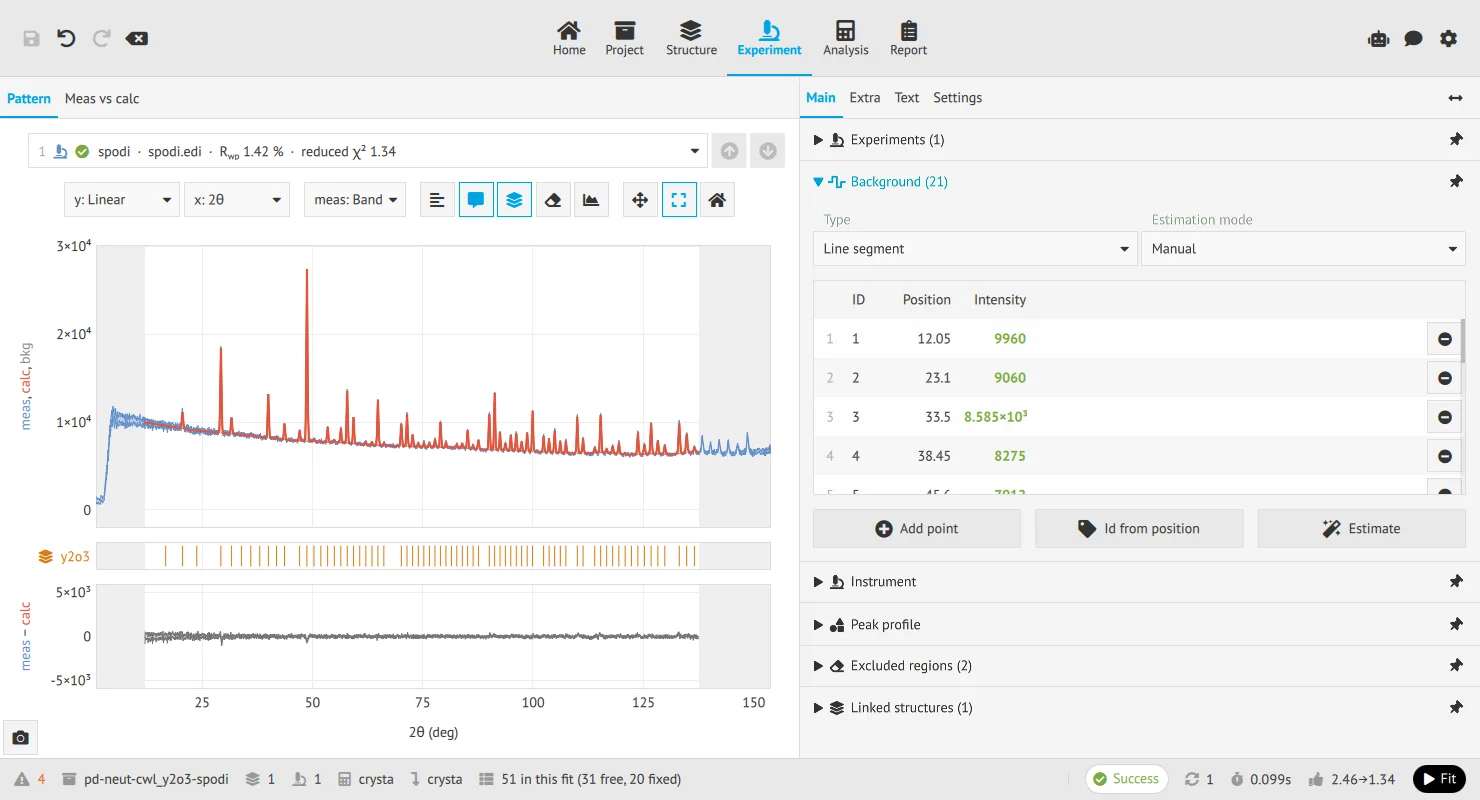 Home Project Structure Experiment Analysis Report
Pattern Meas vs calc
Main Extra Text Settings
1 spodi · spodi.edi · Rwp 1.42 % · reduced χ² 1.34
y: Linear x: 2θ meas: Band
3×10⁴
2×10⁴
1×10⁴
0
meas, calc, bkg
y2o3
5×10³
0
-5×10³
meas − calc
25 50 75 100 125 150
2θ (deg)
Experiments (1)
Background (21)
Type Estimation mode
Line segment Manual
ID Position Intensity
1 1 12.05 9960
2 2 23.1 9060
3 3 33.5 8.585×10³
4 4 38.45 8275
5 5 45.6 7912
Add point Id from position Estimate
Instrument
Peak profile
Excluded regions (2)
Linked structures (1)
4 pd-neut-cwl_y2o3-spodi 1 1 crysta crysta 51 in this fit (31 free, 20 fixed) Success 1 0.099s 2.46→1.34 Fit